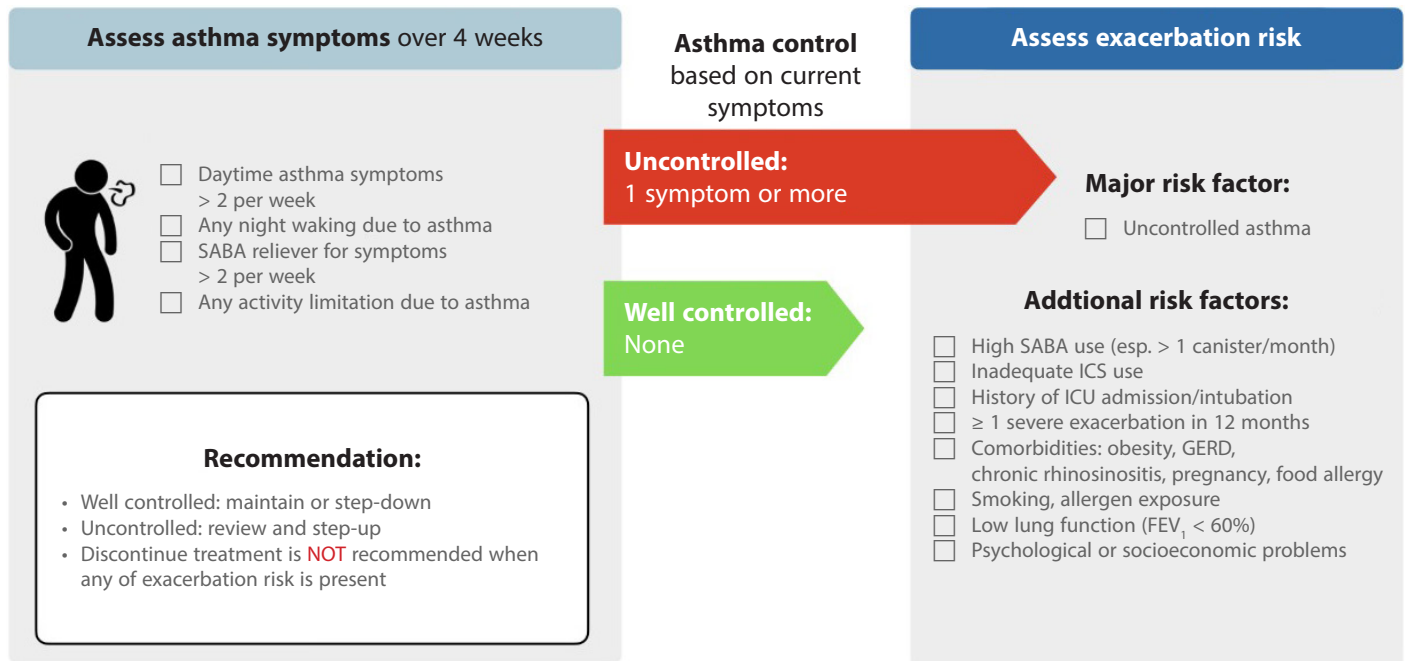 Assess asthma symptoms over 4 weeks
Daytime asthma symptoms
> 2 per week
Any night waking due to asthma
SABA reliever for symptoms
> 2 per week
Any activity limitation due to asthma
Recommendation:
• Well controlled: maintain or step-down
• Uncontrolled: review and step-up
• Discontinue treatment is NOT recommended when
any of exacerbation risk is present
Asthma control
based on current
symptoms
Uncontrolled:
1 symptom or more
Well controlled:
None
Assess exacerbation risk
Major risk factor:
Uncontrolled asthma
Addtional risk factors:
High SABA use (esp. > 1 canister/month)
Inadequate ICS use
History of ICU admission/intubation
≥ 1 severe exacerbation in 12 months
Comorbidities: obesity, GERD,
chronic rhinosinositis, pregnancy, food allergy
Smoking, allergen exposure
Low lung function (FEV₁ < 60%)
Psychological or socioeconomic problems